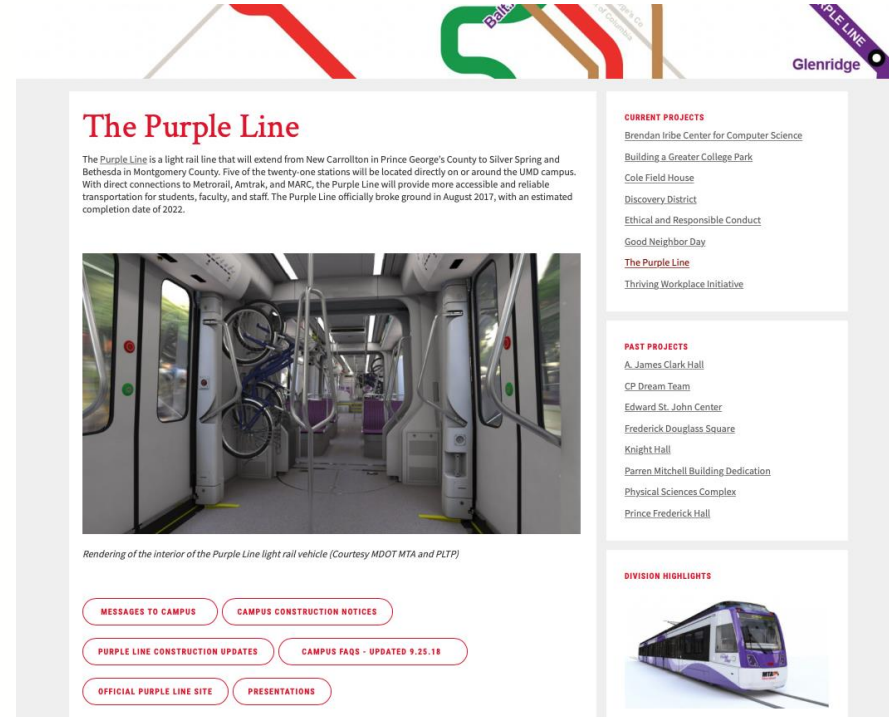 Balt
of Columbia
PLE LINE
Glenridge
The Purple Line
The Purple Line is a light rail line that will extend from New Carrollton in Prince George's County to Silver Spring and
Bethesda in Montgomery County. Five of the twenty-one stations will be located directly on or around the UMD campus.
With direct connections to Metrorail, Amtrak, and MARC, the Purple Line will provide more accessible and reliable
transportation for students, faculty, and staff. The Purple Line officially broke ground in August 2017, with an estimated
completion date of 2022.
Rendering of the interior of the Purple Line light rail vehicle (Courtesy MDOT MTA and PLTP)
MESSAGES TO CAMPUS
CAMPUS CONSTRUCTION NOTICES
PURPLE LINE CONSTRUCTION UPDATES
CAMPUS FAQS - UPDATED 9.25.18
OFFICIAL PURPLE LINE SITE
PRESENTATIONS
CURRENT PROJECTS
Brendan Iribe Center for Computer Science
Building a Greater College Park
Cole Field House
Discovery District
Ethical and Responsible Conduct
Good Neighbor Day
The Purple Line
Thriving Workplace Initiative
PAST PROJECTS
A. James Clark Hall
CP Dream Team
Edward St. John Center
Frederick Douglass Square
Knight Hall
Parren Mitchell Building Dedication
Physical Sciences Complex
Prince Frederick Hall
DIVISION HIGHLIGHTS
MTA